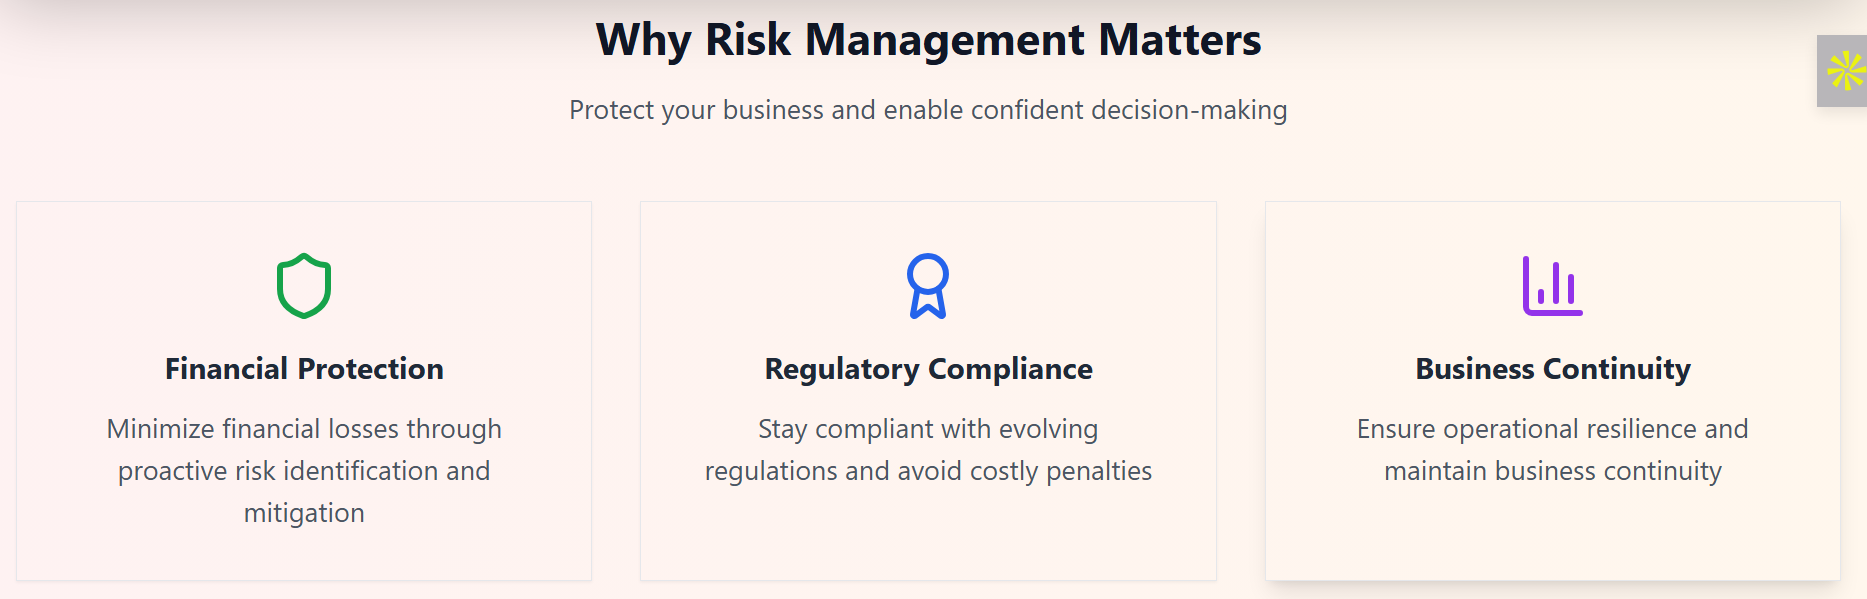 Why Risk Management Matters
Protect your business and enable confident decision-making
Financial Protection
Minimize financial losses through
proactive risk identification and
mitigation
Regulatory Compliance
Stay compliant with evolving
regulations and avoid costly penalties
Business Continuity
Ensure operational resilience and
maintain business continuity